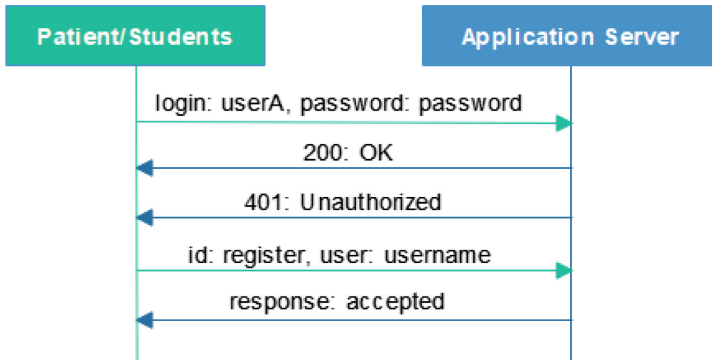 Patient/Students
Application Server
login: userA, password: password
200: OK
401: Unauthorized
id: register, user: username
response: accepted